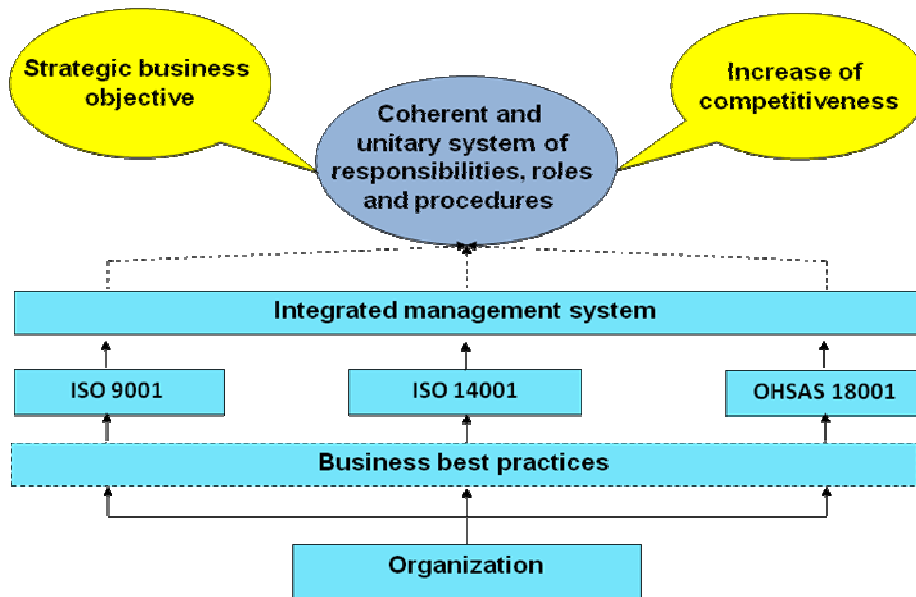 Strategic business
objective
Increase of
competitiveness
Coherent and
unitary system of
responsibilities, roles
and procedures
Integrated management system
ISO 9001
ISO 14001
OHSAS 18001
Business best practices
Organization